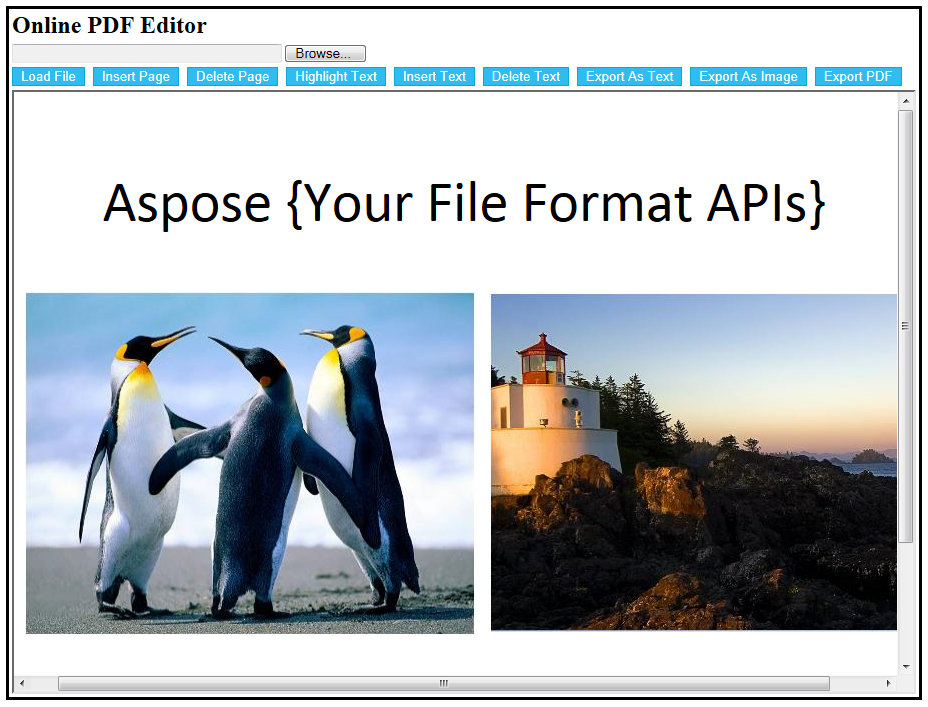 Online PDF Editor
Browse...
Load File Insert Page Delete Page Highlight Text Insert Text Delete Text Export As Text Export As Image Export PDF
Aspose {Your File Format APIs}